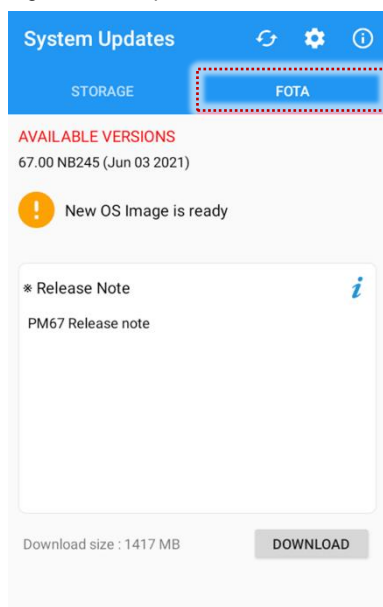 System Updates
STORAGE
FOTA
AVAILABLE VERSIONS
67.00 NB245 (Jun 03 2021)
! New OS Image is ready
※ Release Note
i
PM67 Release note
Download size : 1417 MB
DOWNLOAD